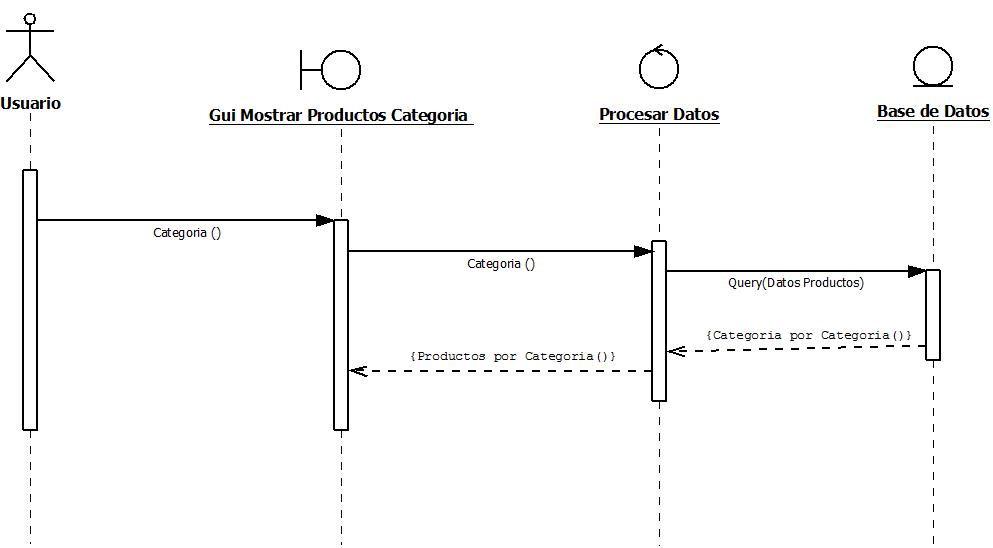 Usuario
Gui Mostrar Productos Categoria
Procesar Datos
Base de Datos
Categoria ()
Categoria ()
Query(Datos Productos)
{Categoria por Categoria()}
{Productos por Categoria()}